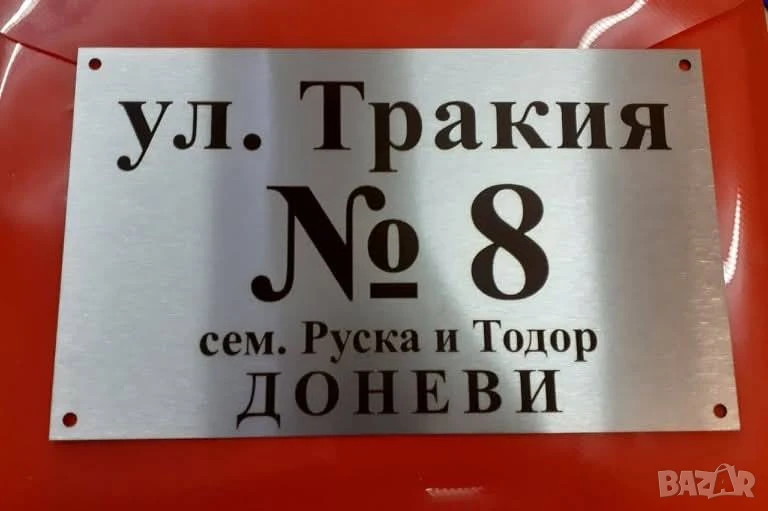 ул. Тракия
№ 8
сем. Руска и Тодор
ДОНЕВИ
BAZAR